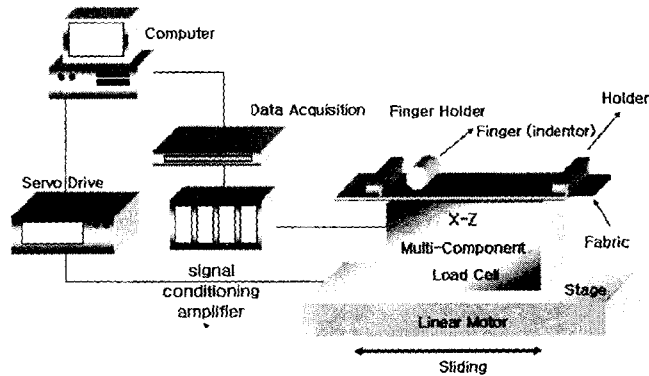 Computer
Data Acquisition
Finger Holder
Holder
Finger (indentor)
Servo Drive
X-Z
Fabric
Multi-Component
signal
Load Cell
conditioning
Stage
amplifier
Linear Motor
Sliding